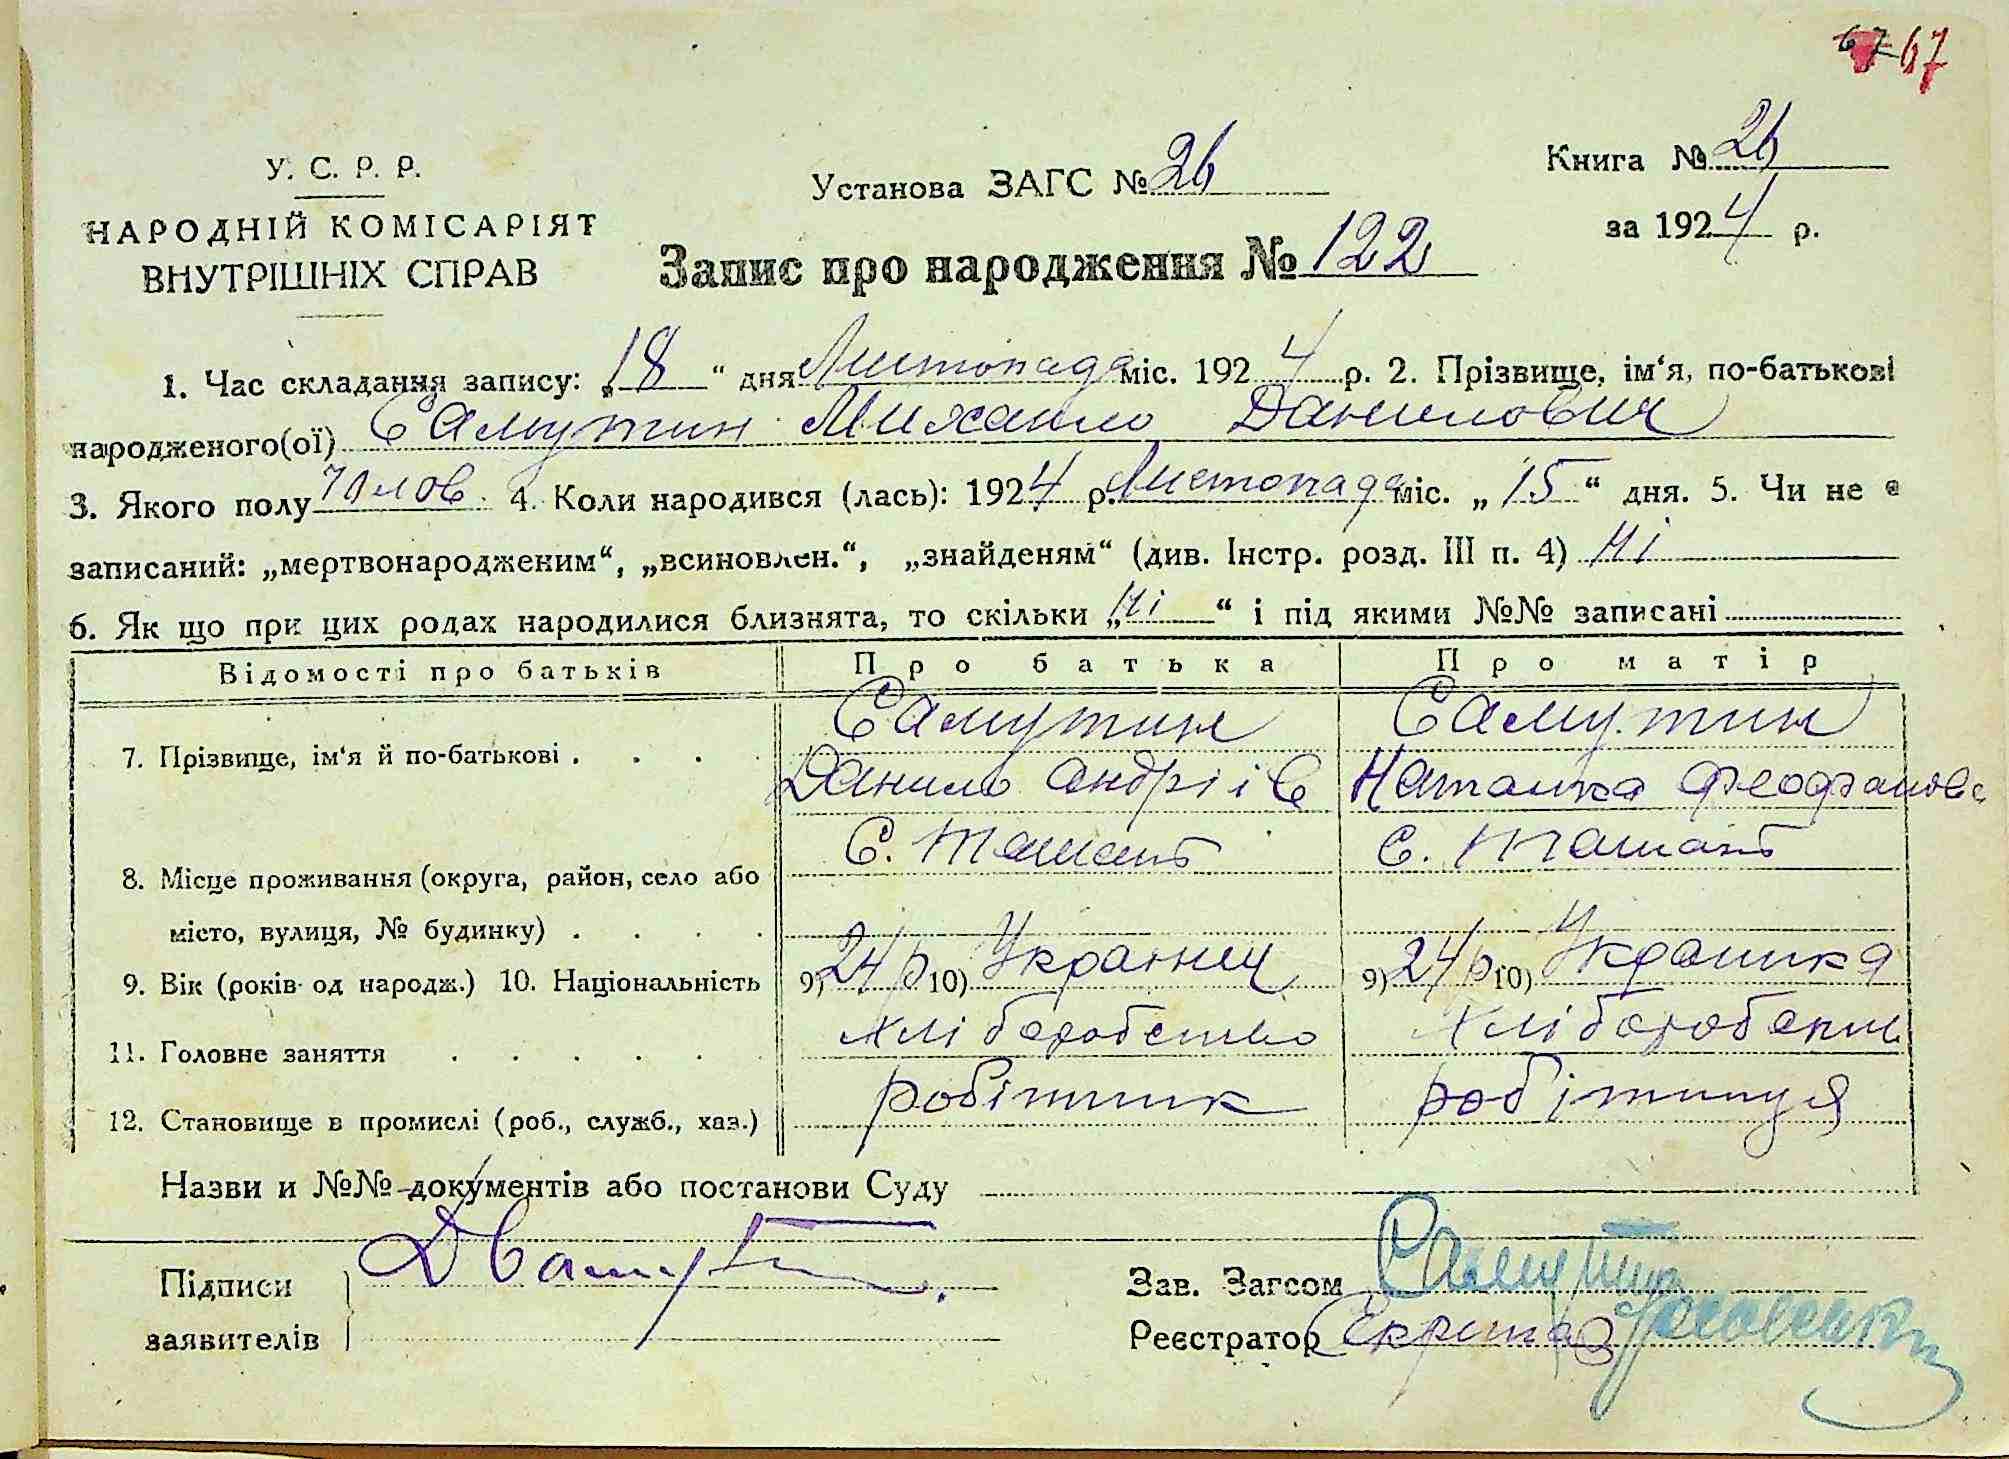 67 67
У. С. Р. Р.
НАРОДНІЙ КОМІСАРІЯТ
ВНУТРІШНІХ СПРАВ
Установа ЗАГС № 26
Книга № 26
за 1924 р.
Запис про народження № 122
1. Час складання запису: „18“ дня Листопада міс. 1924 р. 2. Прізвище, ім‘я, по-батькові
народженого(ої) Самутин Михайло Данилович
3. Якого полу чолов. 4. Коли народився (лась): 1924 р. Листопада міс. „15“ дня. 5. Чи не є
записаний: „мертвонародженим“, „всиновлен.“, „знайденям“ (див. Інстр. розд. III п. 4) Ні
6. Як що при цих родах народилися близнята, то скільки „Ні“ і під якими №№ записані
Відомості про батьків Про батька Про матір
7. Прізвище, ім‘я й по-батькові . . . . Самутин Самутин
Данило Андріїв Наталка Феофанова
8. Місце проживання (округа, район, село або С. С.
місто, вулиця, № будинку) . . . .
9. Вік (років од народж.) 10. Національність 9) 24 р 10) Українец 9) 24 р 10) Українка
11. Головне заняття . . . . . . хліборобство
12. Становище в промислі (роб., служб., хаз.) робітник робітниця
Назви и №№ документів або постанови Суду
Підписи
заявителів
Зав. Загсом Самутин
Реєстратор Секритар